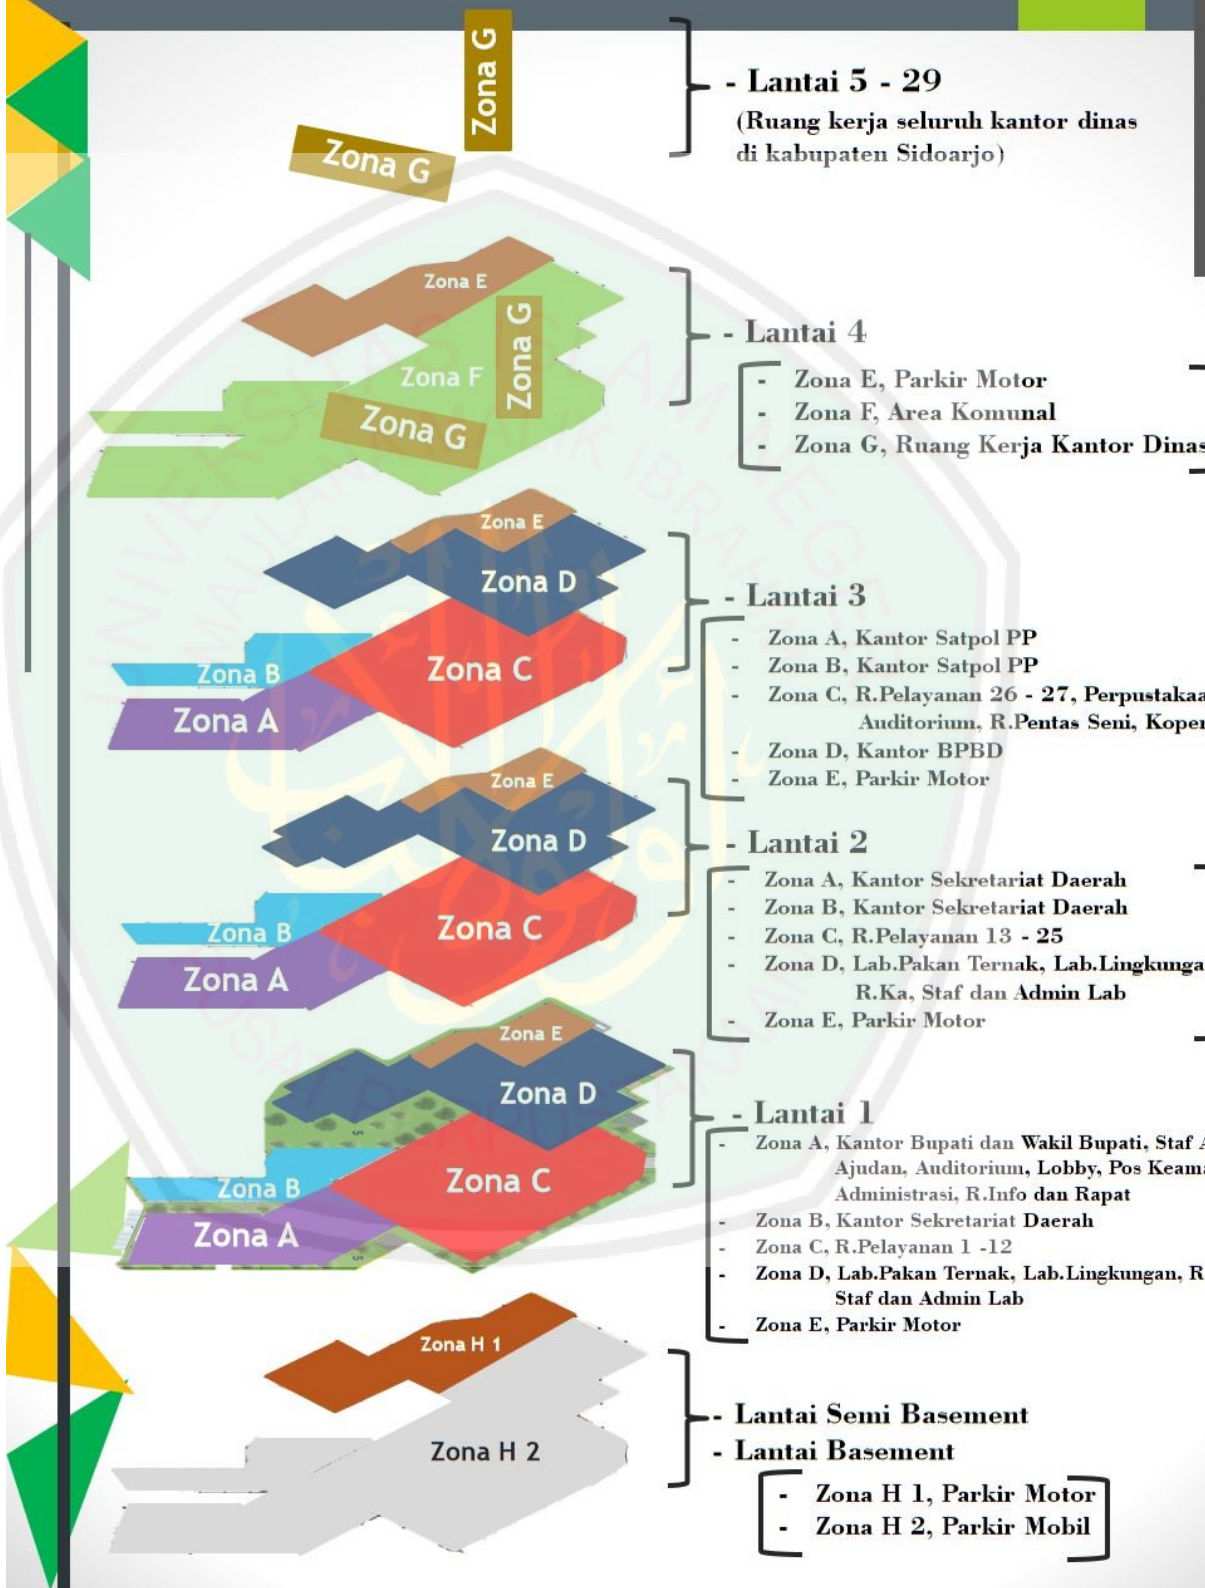 Zona G
Zona G
- Lantai 5 - 29
(Ruang kerja seluruh kantor dinas
di kabupaten Sidoarjo)
Zona E
Zona G
Zona F
Zona G
- Lantai 4
- Zona E, Parkir Motor
- Zona F, Area Komunal
- Zona G, Ruang Kerja Kantor Dinas
Zona E
Zona D
Zona B
Zona C
Zona A
- Lantai 3
- Zona A, Kantor Satpol PP
- Zona B, Kantor Satpol PP
- Zona C, R.Pelayanan 26 - 27, Perpustakaa
Auditorium, R.Pentas Seni, Koper
- Zona D, Kantor BPBD
- Zona E, Parkir Motor
Zona E
Zona D
Zona B
Zona C
Zona A
- Lantai 2
- Zona A, Kantor Sekretariat Daerah
- Zona B, Kantor Sekretariat Daerah
- Zona C, R.Pelayanan 13 - 25
- Zona D, Lab.Pakan Ternak, Lab.Lingkunga
R.Ka, Staf dan Admin Lab
- Zona E, Parkir Motor
Zona E
Zona D
Zona B
Zona C
Zona A
- Lantai 1
- Zona A, Kantor Bupati dan Wakil Bupati, Staf A
Ajudan, Auditorium, Lobby, Pos Keama
Administrasi, R.Info dan Rapat
- Zona B, Kantor Sekretariat Daerah
- Zona C, R.Pelayanan 1 -12
- Zona D, Lab.Pakan Ternak, Lab.Lingkungan, R
Staf dan Admin Lab
- Zona E, Parkir Motor
Zona H 1
Zona H 2
- Lantai Semi Basement
- Lantai Basement
- Zona H 1, Parkir Motor
- Zona H 2, Parkir Mobil